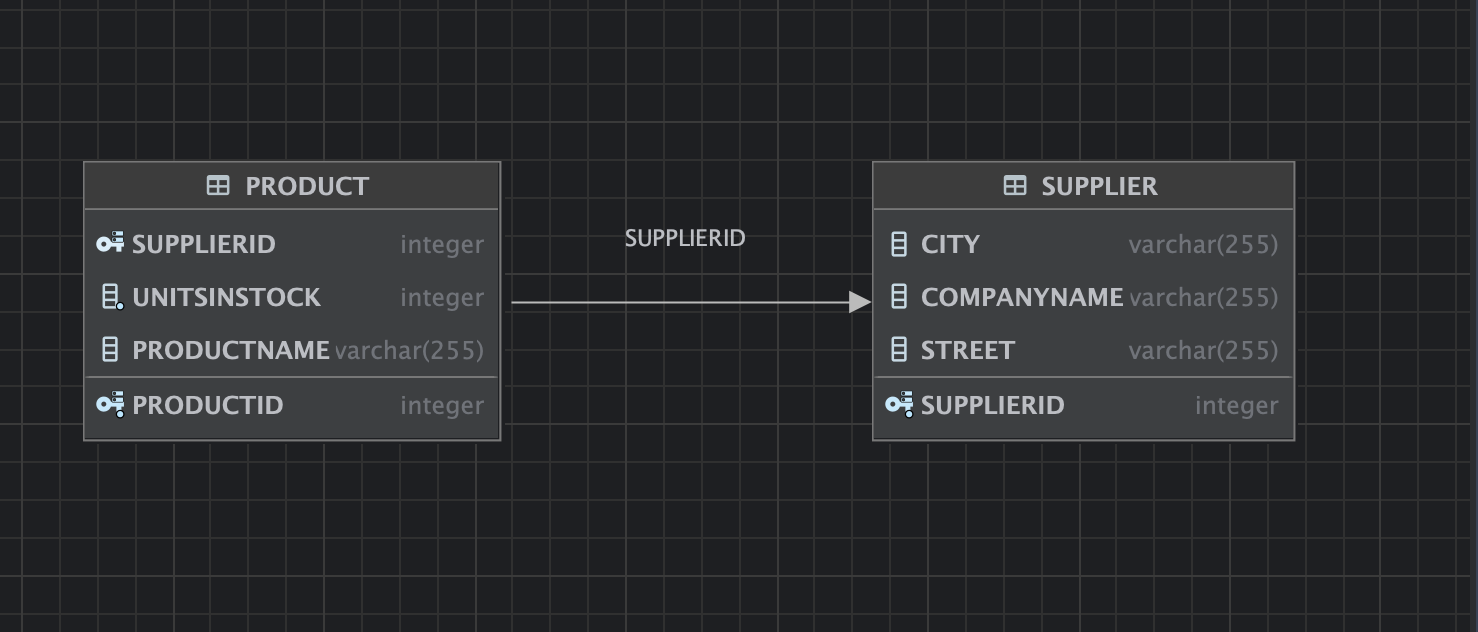 PRODUCT
SUPPLIERID integer
UNITSINSTOCK integer
PRODUCTNAME varchar(255)
PRODUCTID integer
SUPPLIERID
SUPPLIER
CITY varchar(255)
COMPANYNAME varchar(255)
STREET varchar(255)
SUPPLIERID integer